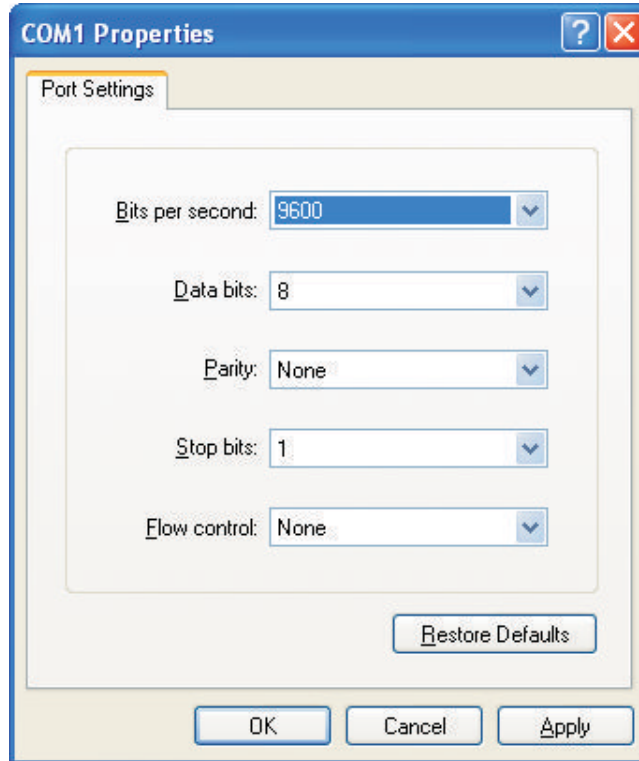 COM1 Properties
Port Settings
Bits per second: 9600
Data bits: 8
Parity: None
Stop bits: 1
Flow control: None
Restore Defaults
OK Cancel Apply